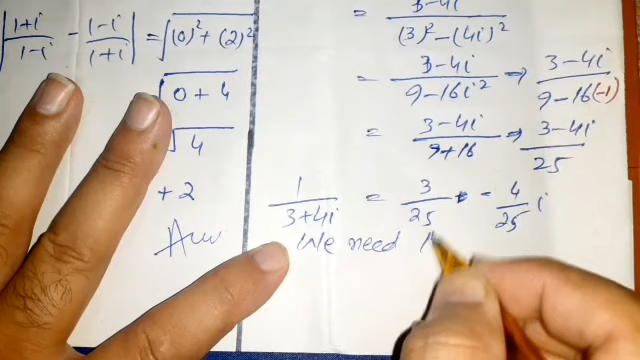 |1+i/1-i - 1-i/1+i| = √(0)² + (2)²
√0 + 4
√4
+ 2
Aw
= 3-4i/(3)²-(4i)²
= 3-4i/9-16i² → 3-4i/9-16(-1)
= 3-4i/9+16 → 3-4i/25
1/3+4i = 3/25 - 4/25 i
We need